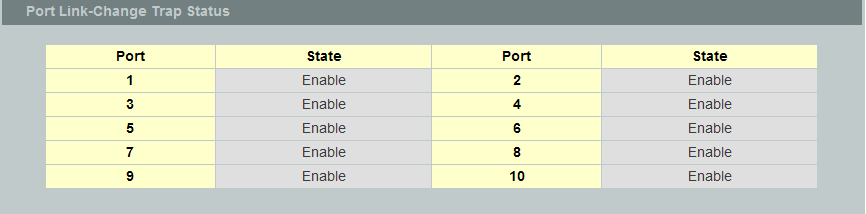 Port Link-Change Trap Status
Port State Port State
1 Enable 2 Enable
3 Enable 4 Enable
5 Enable 6 Enable
7 Enable 8 Enable
9 Enable 10 Enable